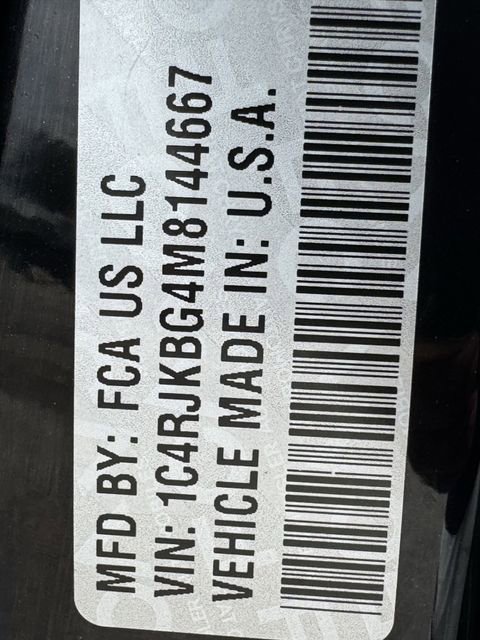 MFD BY: FCA US LLC
VIN: 1C4RJKBG4M8144667
VEHICLE MADE IN: U.S.A.